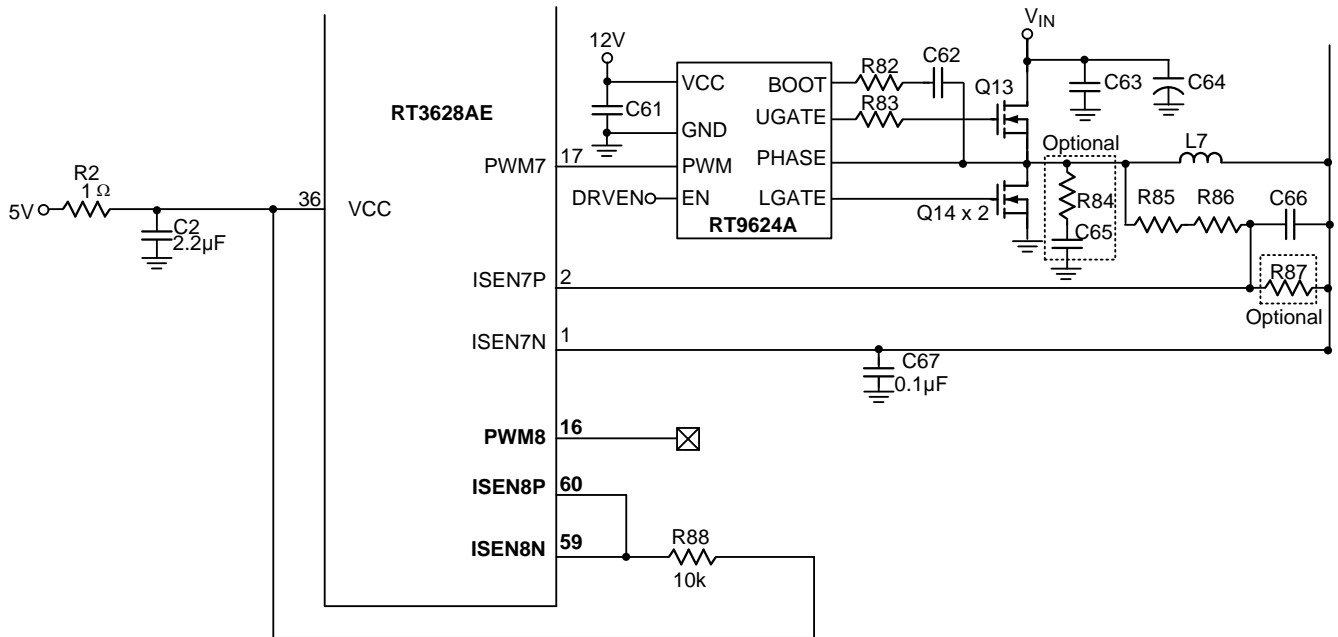 V_IN
12V
C61
VCC
GND
PWM
EN
BOOT
UGATE
PHASE
LGATE
RT9624A
DRVEN
R82
C62
R83
Q13
C63
C64
Optional
L7
Q14 x 2
R84
C65
R85
R86
C66
R87
Optional
RT3628AE
PWM7
17
R2
1 Ω
5V
36
VCC
C2
2.2µF
ISEN7P
2
ISEN7N
1
C67
0.1µF
PWM8
16
ISEN8P
60
ISEN8N
59
R88
10k